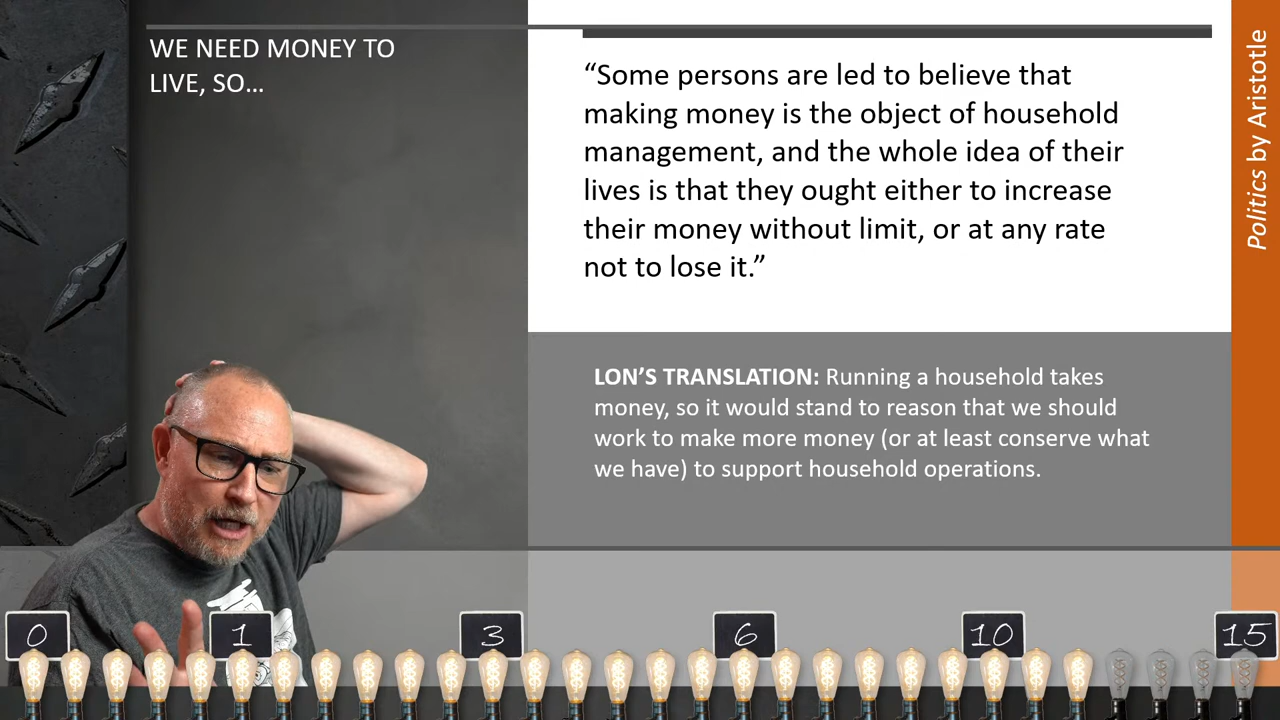 WE NEED MONEY TO
LIVE, SO…
“Some persons are led to believe that
making money is the object of household
management, and the whole idea of their
lives is that they ought either to increase
their money without limit, or at any rate
not to lose it.”
LON’S TRANSLATION: Running a household takes
money, so it would stand to reason that we should
work to make more money (or at least conserve what
we have) to support household operations.
Politics by Aristotle
0
1
3
6
10
15